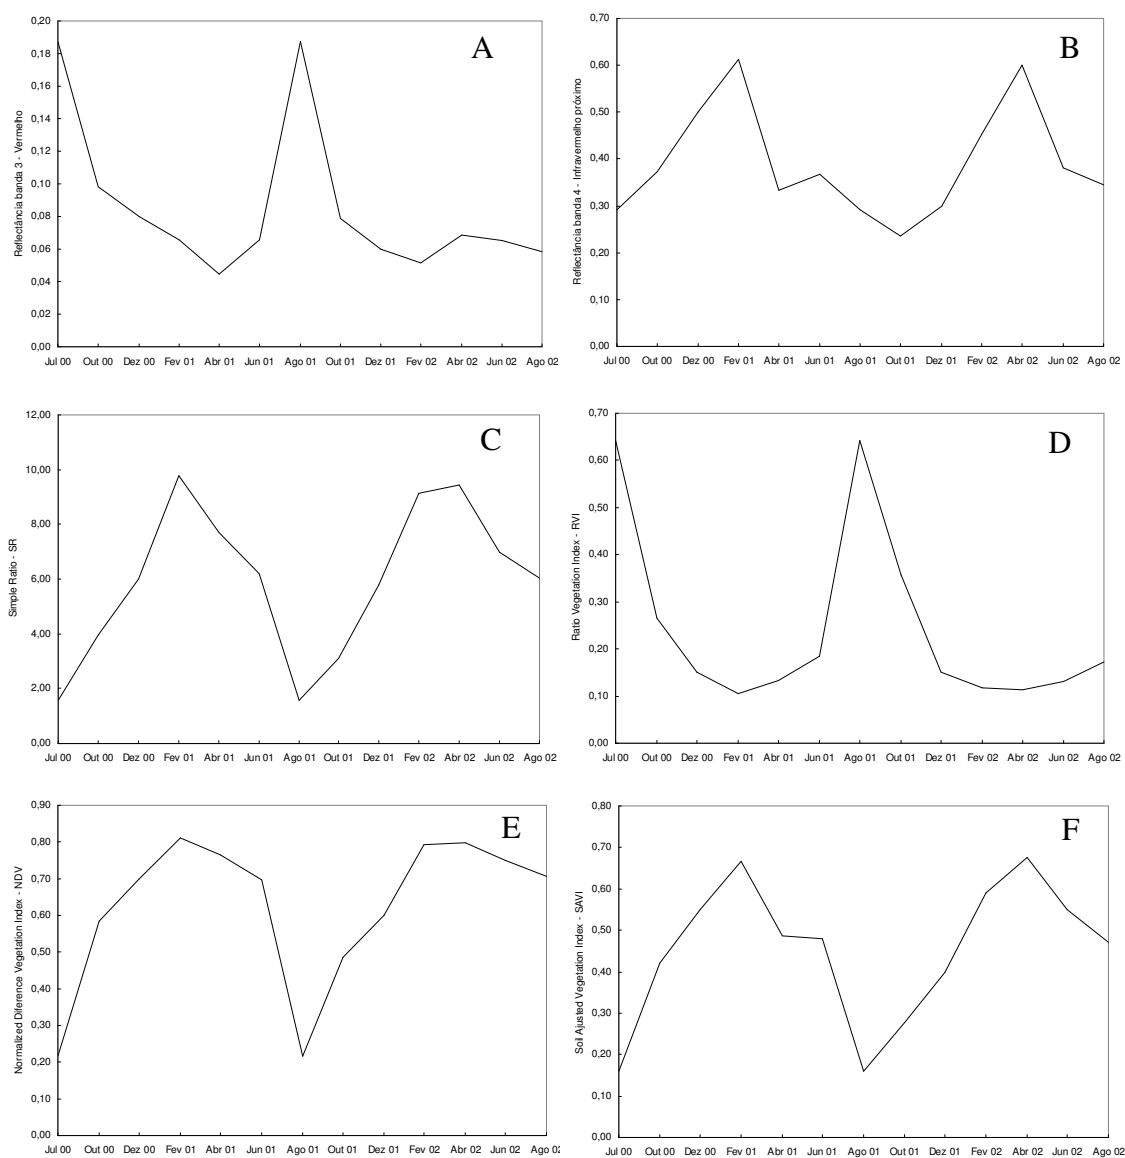 A
Reflectância banda 3 - Vermelho
0,20
0,18
0,16
0,14
0,12
0,10
0,08
0,06
0,04
0,02
0,00
Jul 00 Out 00 Dez 00 Fev 01 Abr 01 Jun 01 Ago 01 Out 01 Dez 01 Fev 02 Abr 02 Jun 02 Ago 02
B
Reflectância banda 4 - Infravermelho próximo
0,70
0,60
0,50
0,40
0,30
0,20
0,10
0,00
Jul 00 Out 00 Dez 00 Fev 01 Abr 01 Jun 01 Ago 01 Out 01 Dez 01 Fev 02 Abr 02 Jun 02 Ago 02
C
Simple Ratio - SR
12,00
10,00
8,00
6,00
4,00
2,00
0,00
Jul 00 Out 00 Dez 00 Fev 01 Abr 01 Jun 01 Ago 01 Out 01 Dez 01 Fev 02 Abr 02 Jun 02 Ago 02
D
Ratio Vegetation Index - RVI
0,70
0,60
0,50
0,40
0,30
0,20
0,10
0,00
Jul 00 Out 00 Dez 00 Fev 01 Abr 01 Jun 01 Ago 01 Out 01 Dez 01 Fev 02 Abr 02 Jun 02 Ago 02
E
Normalized Diference Vegetation Index - NDV
0,90
0,80
0,70
0,60
0,50
0,40
0,30
0,20
0,10
0,00
Jul 00 Out 00 Dez 00 Fev 01 Abr 01 Jun 01 Ago 01 Out 01 Dez 01 Fev 02 Abr 02 Jun 02 Ago 0
F
Soil Ajusted Vegetation Index - SAVI
0,80
0,70
0,60
0,50
0,40
0,30
0,20
0,10
0,00
Jul 00 Out 00 Dez 00 Fev 01 Abr 01 Jun 01 Ago 01 Out 01 Dez 01 Fev 02 Abr 02 Jun 02 Ago 02